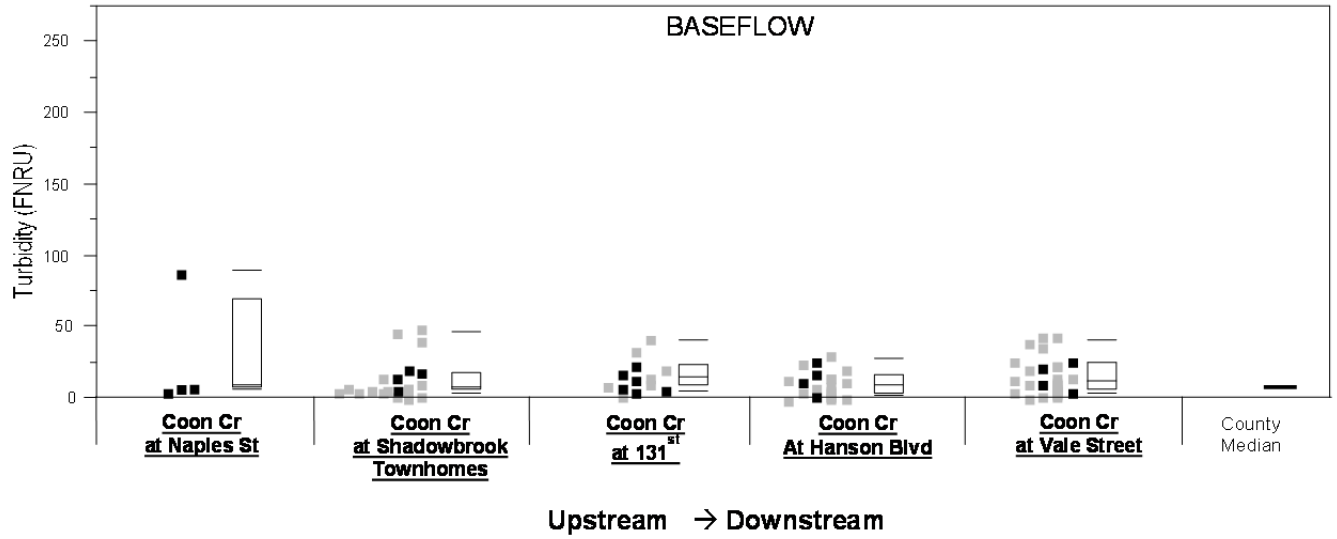 BASEFLOW
Turbidity (FNRU)
250
200
150
100
50
0
Coon Cr
at Naples St
Coon Cr
at Shadowbrook
Townhomes
Coon Cr
at 131st
Coon Cr
At Hanson Blvd
Coon Cr
at Vale Street
County
Median
Upstream → Downstream